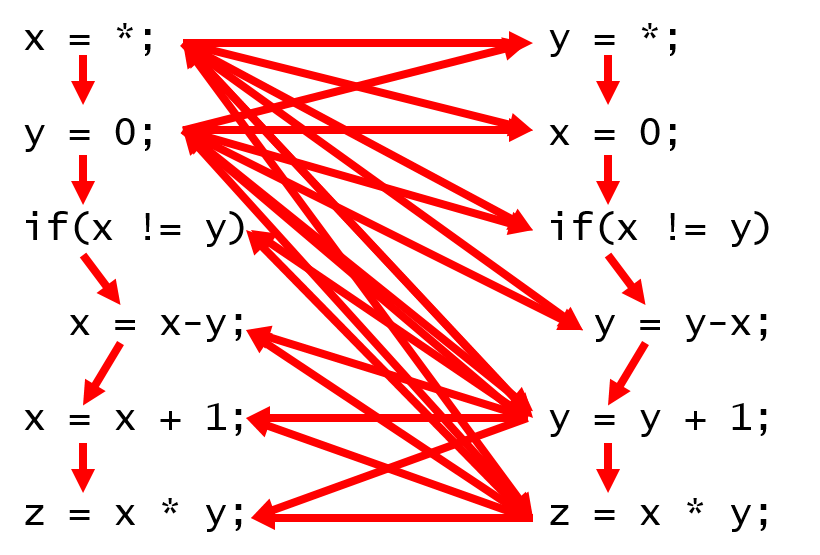 x = *;
y = 0;
if(x != y)
x = x-y;
x = x + 1;
z = x * y;
y = *;
x = 0;
if(x != y)
y = y-x;
y = y + 1;
z = x * y;